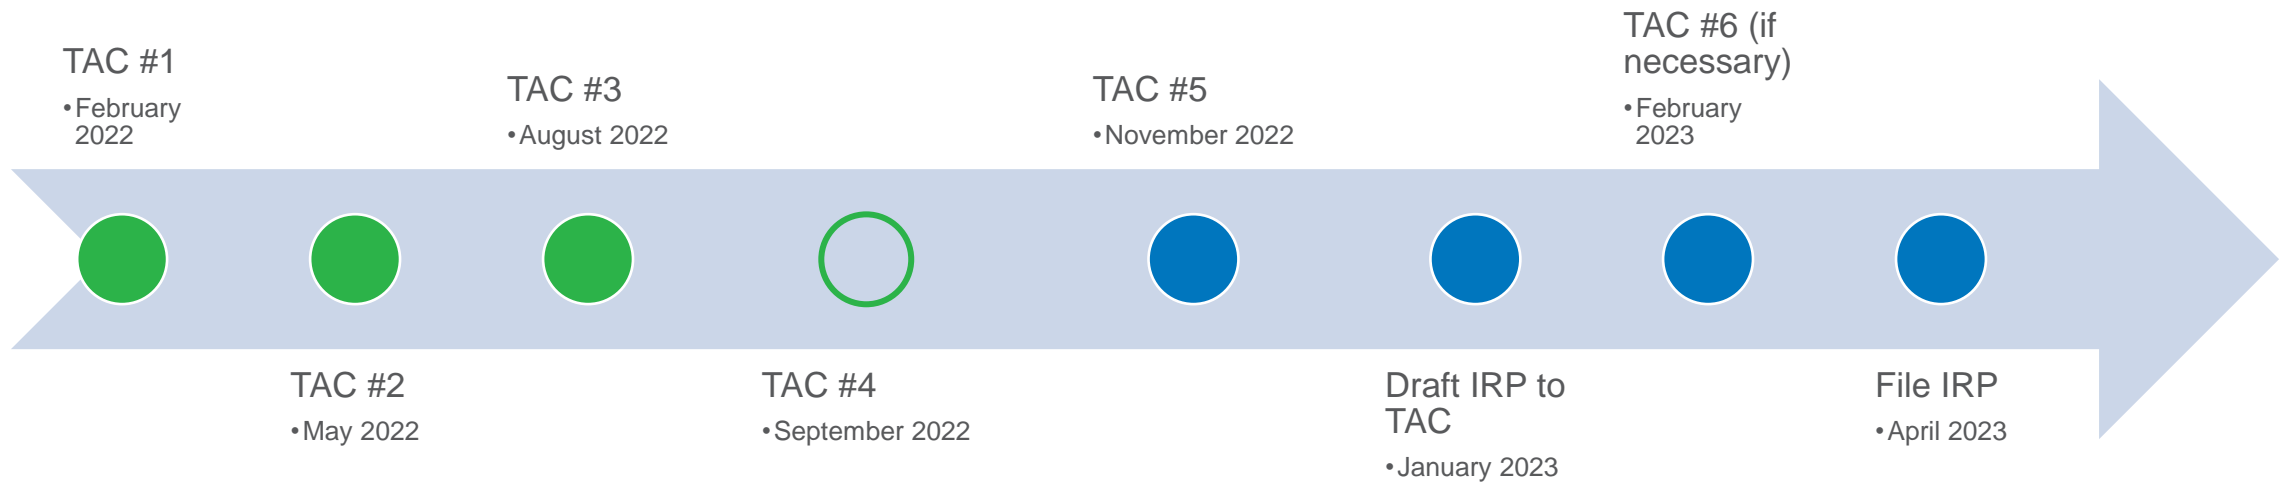 TAC #1
•February
2022
TAC #2
•May 2022
TAC #3
•August 2022
TAC #4
•September 2022
TAC #5
•November 2022
Draft IRP to
TAC
•January 2023
TAC #6 (if
necessary)
•February
2023
File IRP
•April 2023